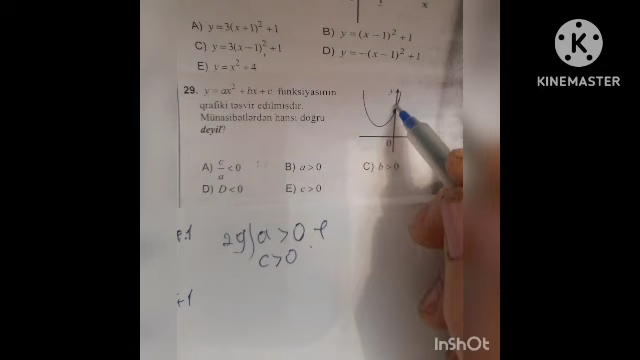 A) y=3(x+1)²+1
B) y=(x−1)²+1
C) y=3(x−1)²+1
D) y=−(x−1)²+1
E) y=x²+4
x
29. y=ax²+bx+c funksiyasının
qrafiki təsvir edilmişdir.
Münasibətlərdən hansı doğru
deyil?
y
0
A) c/a<0
B) a>0
C) b>0
D) D<0
E) c>0
29) a>0
c>0
K
KINEMASTER
InShOt